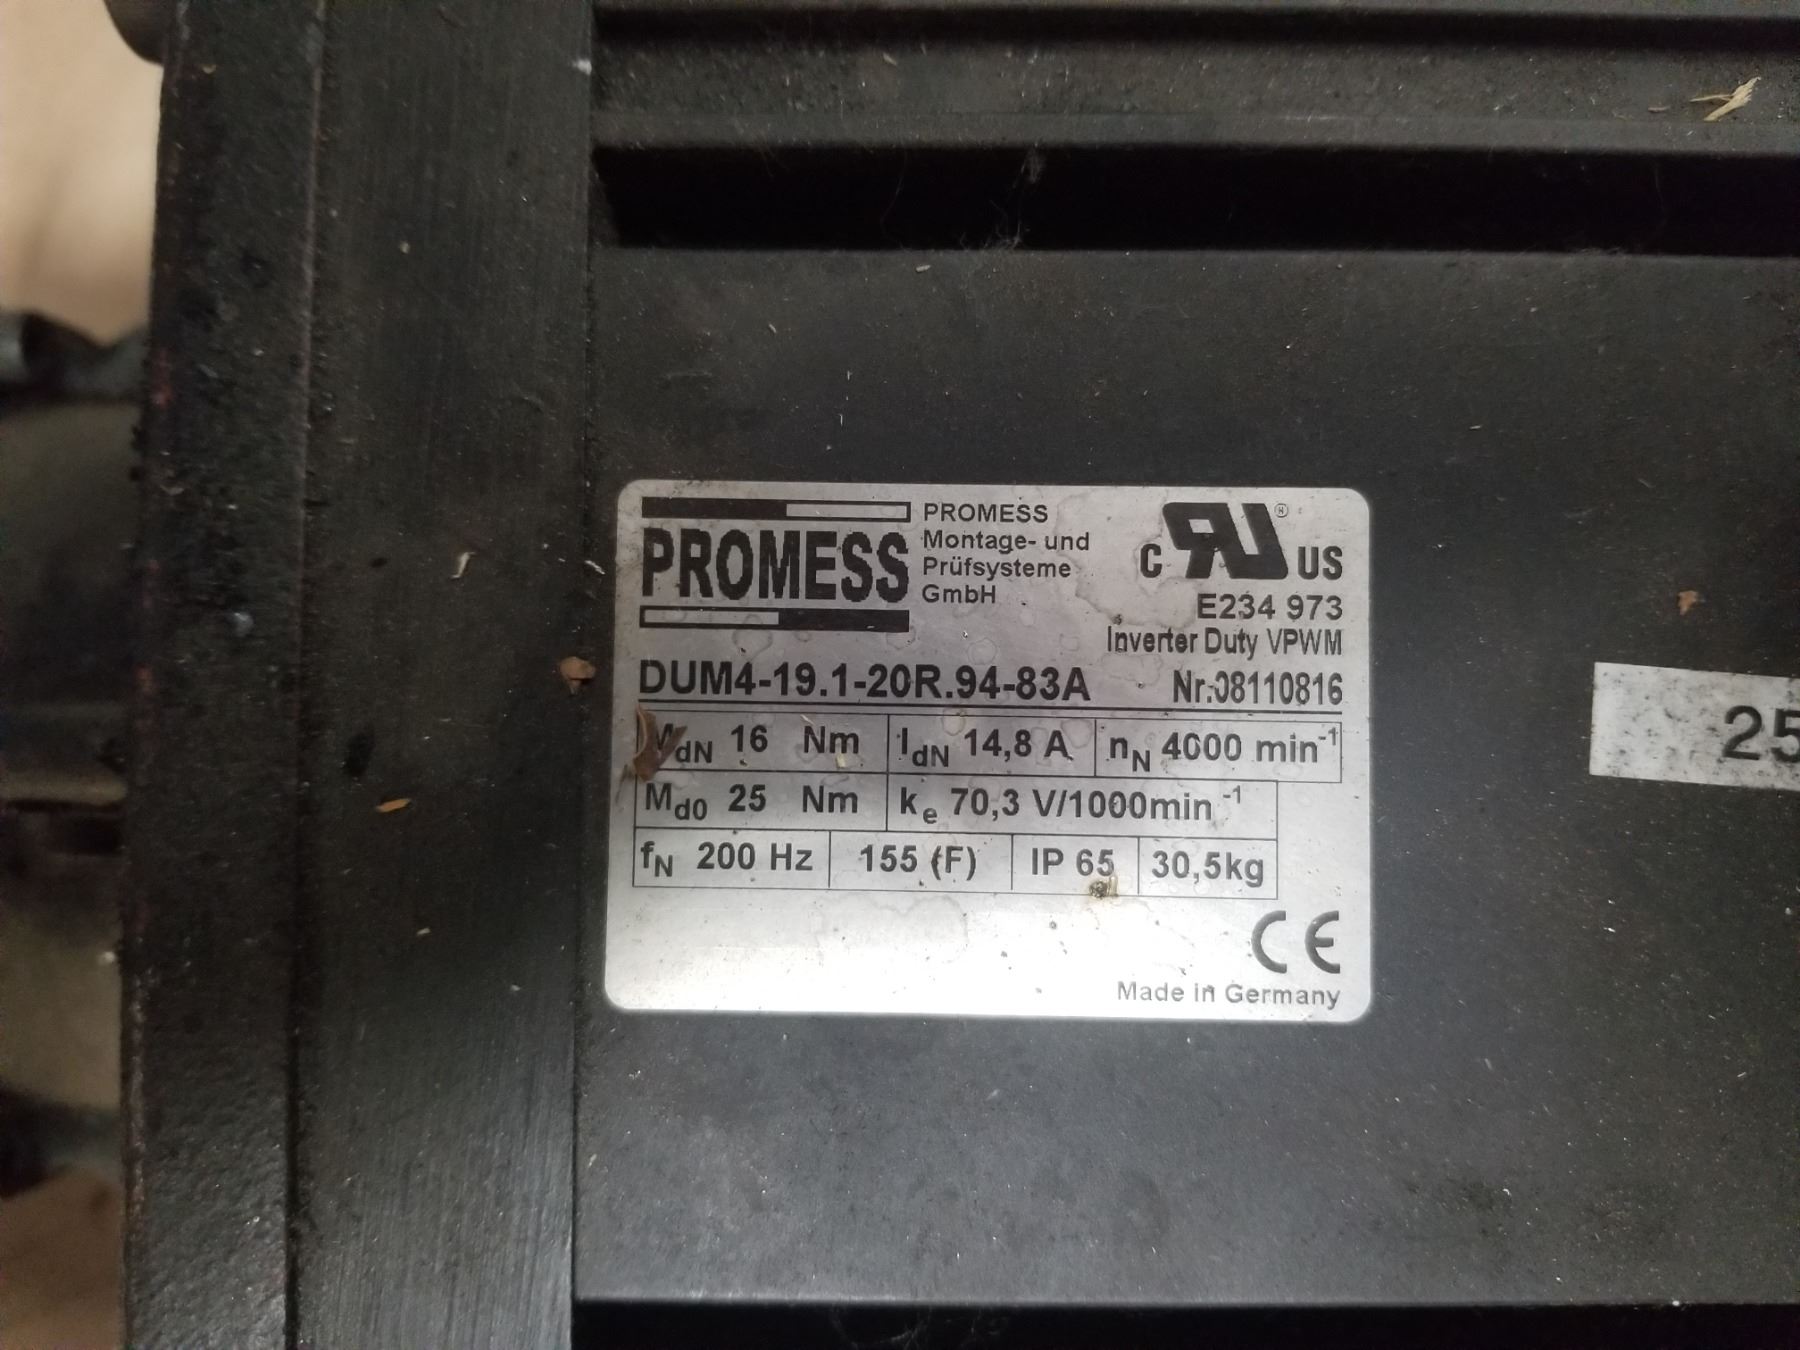 PROMESS
PROMESS
Montage- und
Prüfsysteme
GmbH
C RU® US
E234 973
Inverter Duty VPWM
DUM4-19.1-20R.94-83A Nr.08110816
MdN 16 Nm IdN 14,8 A nN 4000 min-1
Md0 25 Nm ke 70,3 V/1000min-1
fN 200 Hz 155 (F) IP 65 30,5kg
CE
Made in Germany
25